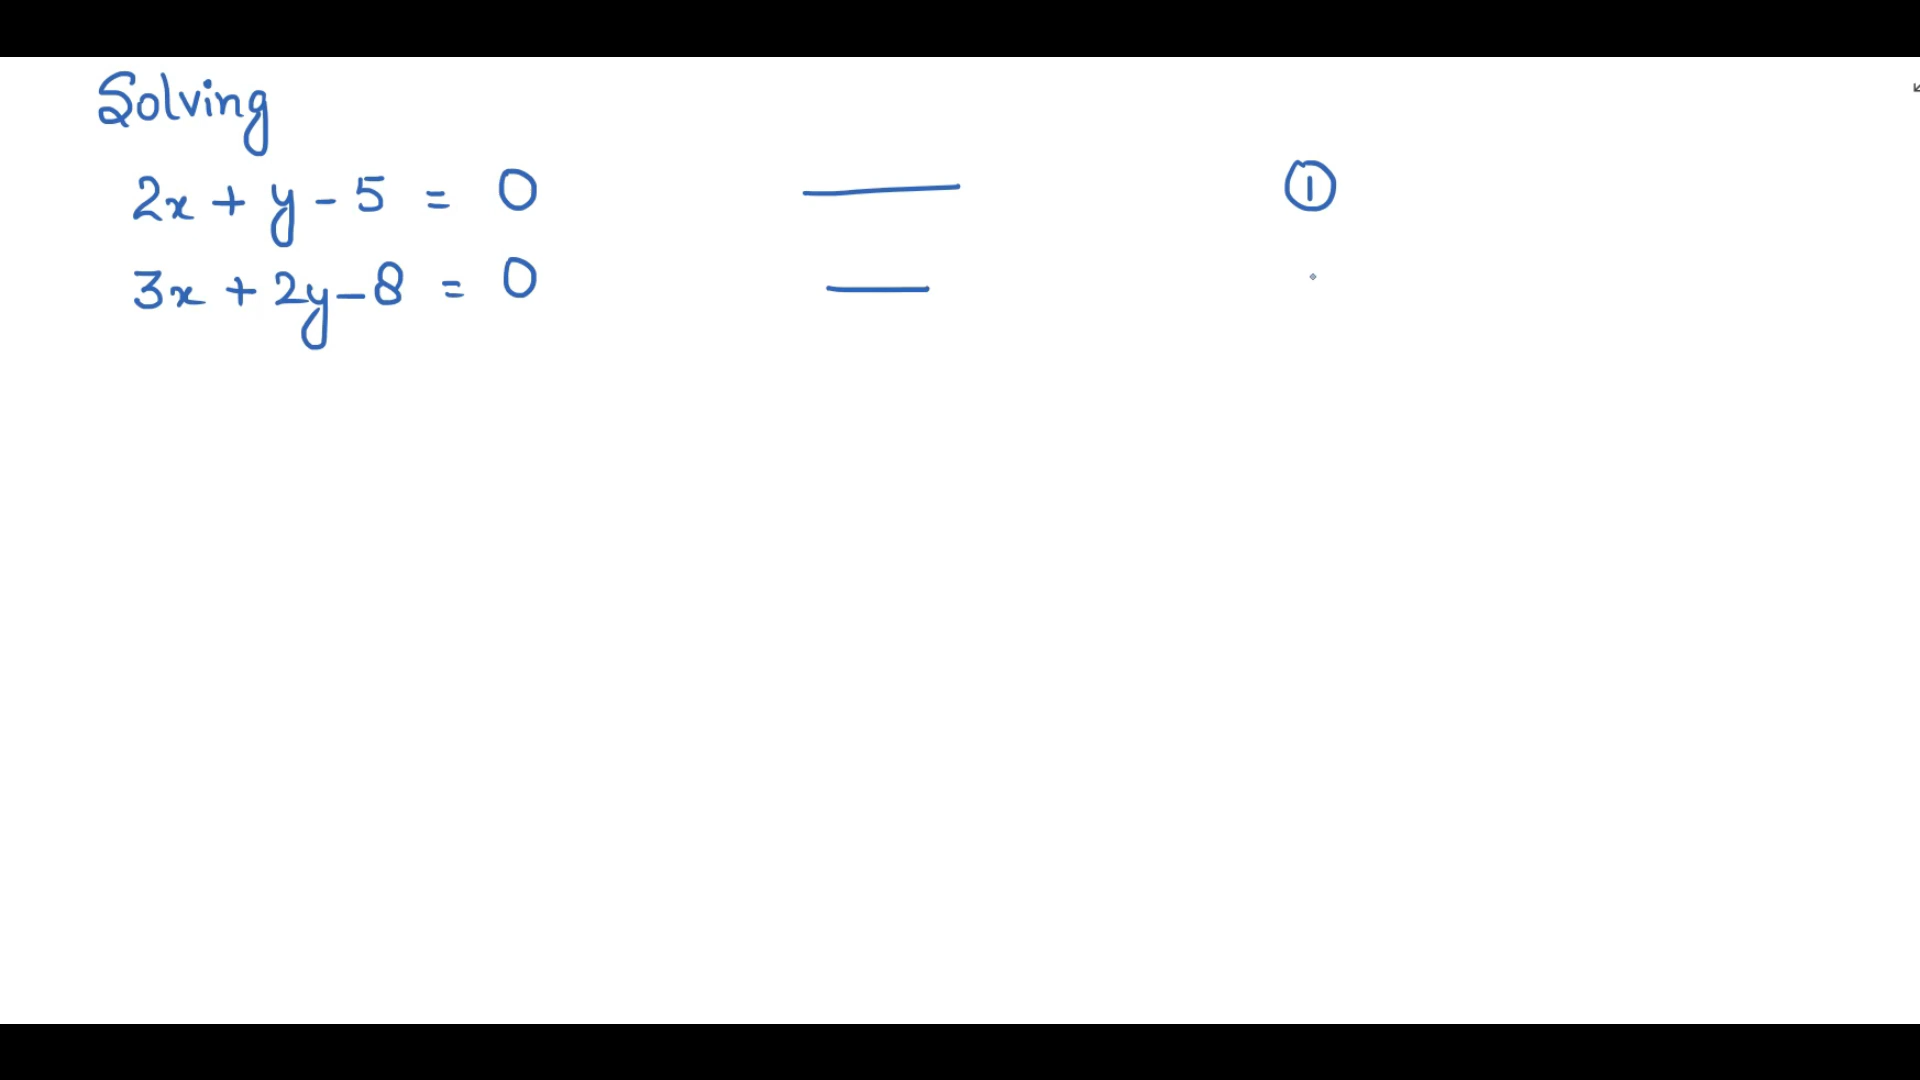 Solving
2x + y - 5 = 0 —— ①
3x + 2y - 8 = 0 ——